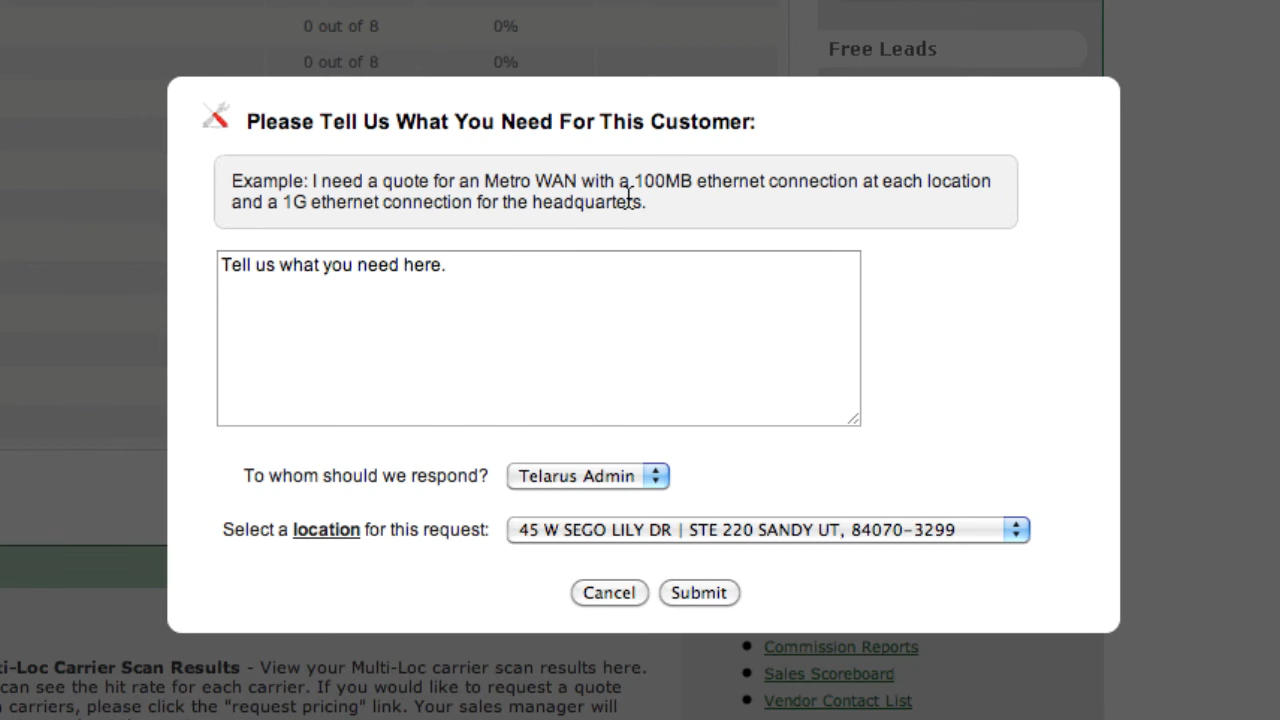 0 out of 8 0%
0 out of 8 0%
Free Leads
Please Tell Us What You Need For This Customer:
Example: I need a quote for an Metro WAN with a 100MB ethernet connection at each location
and a 1G ethernet connection for the headquarters.
Tell us what you need here.
To whom should we respond? Telarus Admin
Select a location for this request: 45 W SEGO LILY DR | STE 220 SANDY UT, 84070-3299
Cancel Submit
ti-Loc Carrier Scan Results - View your Multi-Loc carrier scan results here.
can see the hit rate for each carrier. If you would like to request a quote
carriers, please click the "request pricing" link. Your sales manager will
Commission Reports
Sales Scoreboard
Vendor Contact List